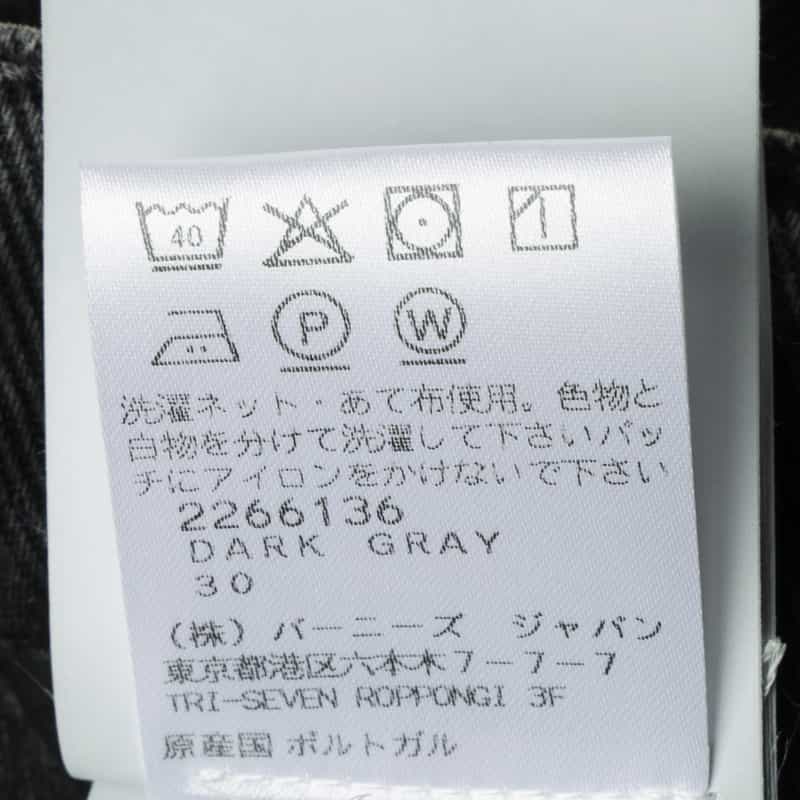 40
P W
洗濯ネット・あて布使用。色物と
白物を分けて洗濯して下さいパッ
チにアイロンをかけないで下さい
2266136
DARK GRAY
30
(株) バーニーズ ジャパン
東京都港区六本木7-7-7
TRI-SEVEN ROPPONGI 3F
原産国 ポルトガル